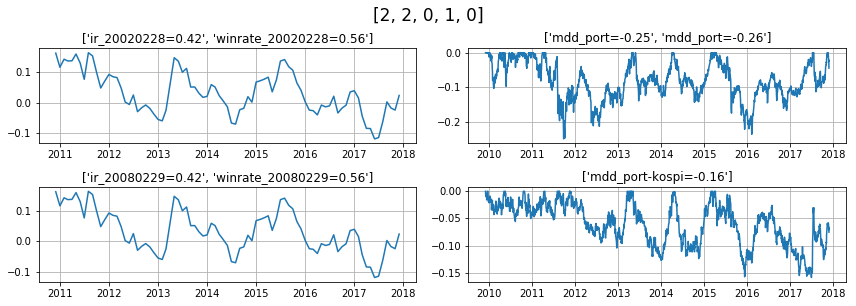 [2, 2, 0, 1, 0]
['ir_20020228=0.42', 'winrate_20020228=0.56']
0.1
0.0
−0.1
2011 2012 2013 2014 2015 2016 2017 2018
['mdd_port=-0.25', 'mdd_port=-0.26']
0.0
−0.1
−0.2
2010 2011 2012 2013 2014 2015 2016 2017 2018
['ir_20080229=0.42', 'winrate_20080229=0.56']
0.1
0.0
−0.1
2011 2012 2013 2014 2015 2016 2017 2018
['mdd_port-kospi=-0.16']
0.00
−0.05
−0.10
−0.15
2010 2011 2012 2013 2014 2015 2016 2017 2018